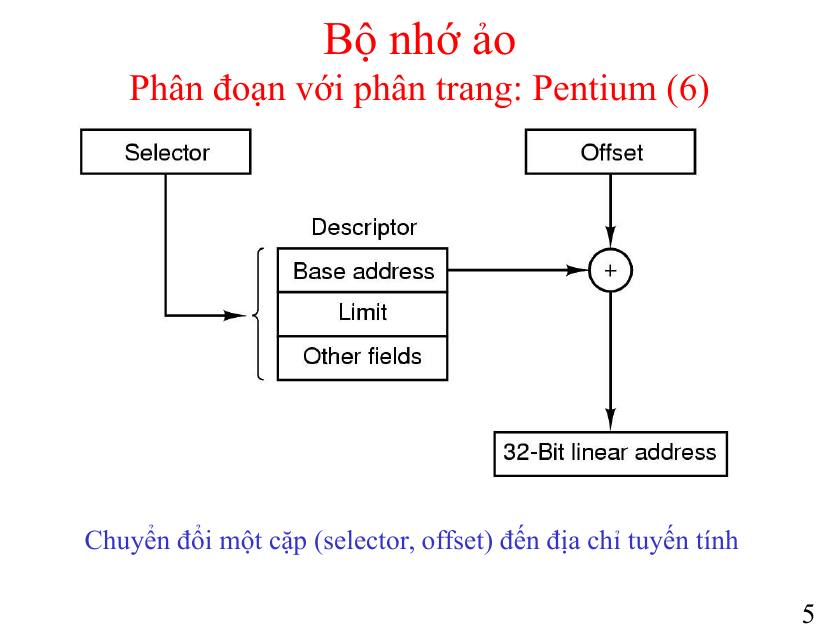 Bộ nhớ ảo
Phân đoạn với phân trang: Pentium (6)
Selector
Offset
Descriptor
Base address
+
Limit
Other fields
32-Bit linear address
Chuyển đổi một cặp (selector, offset) đến địa chỉ tuyến tính
5